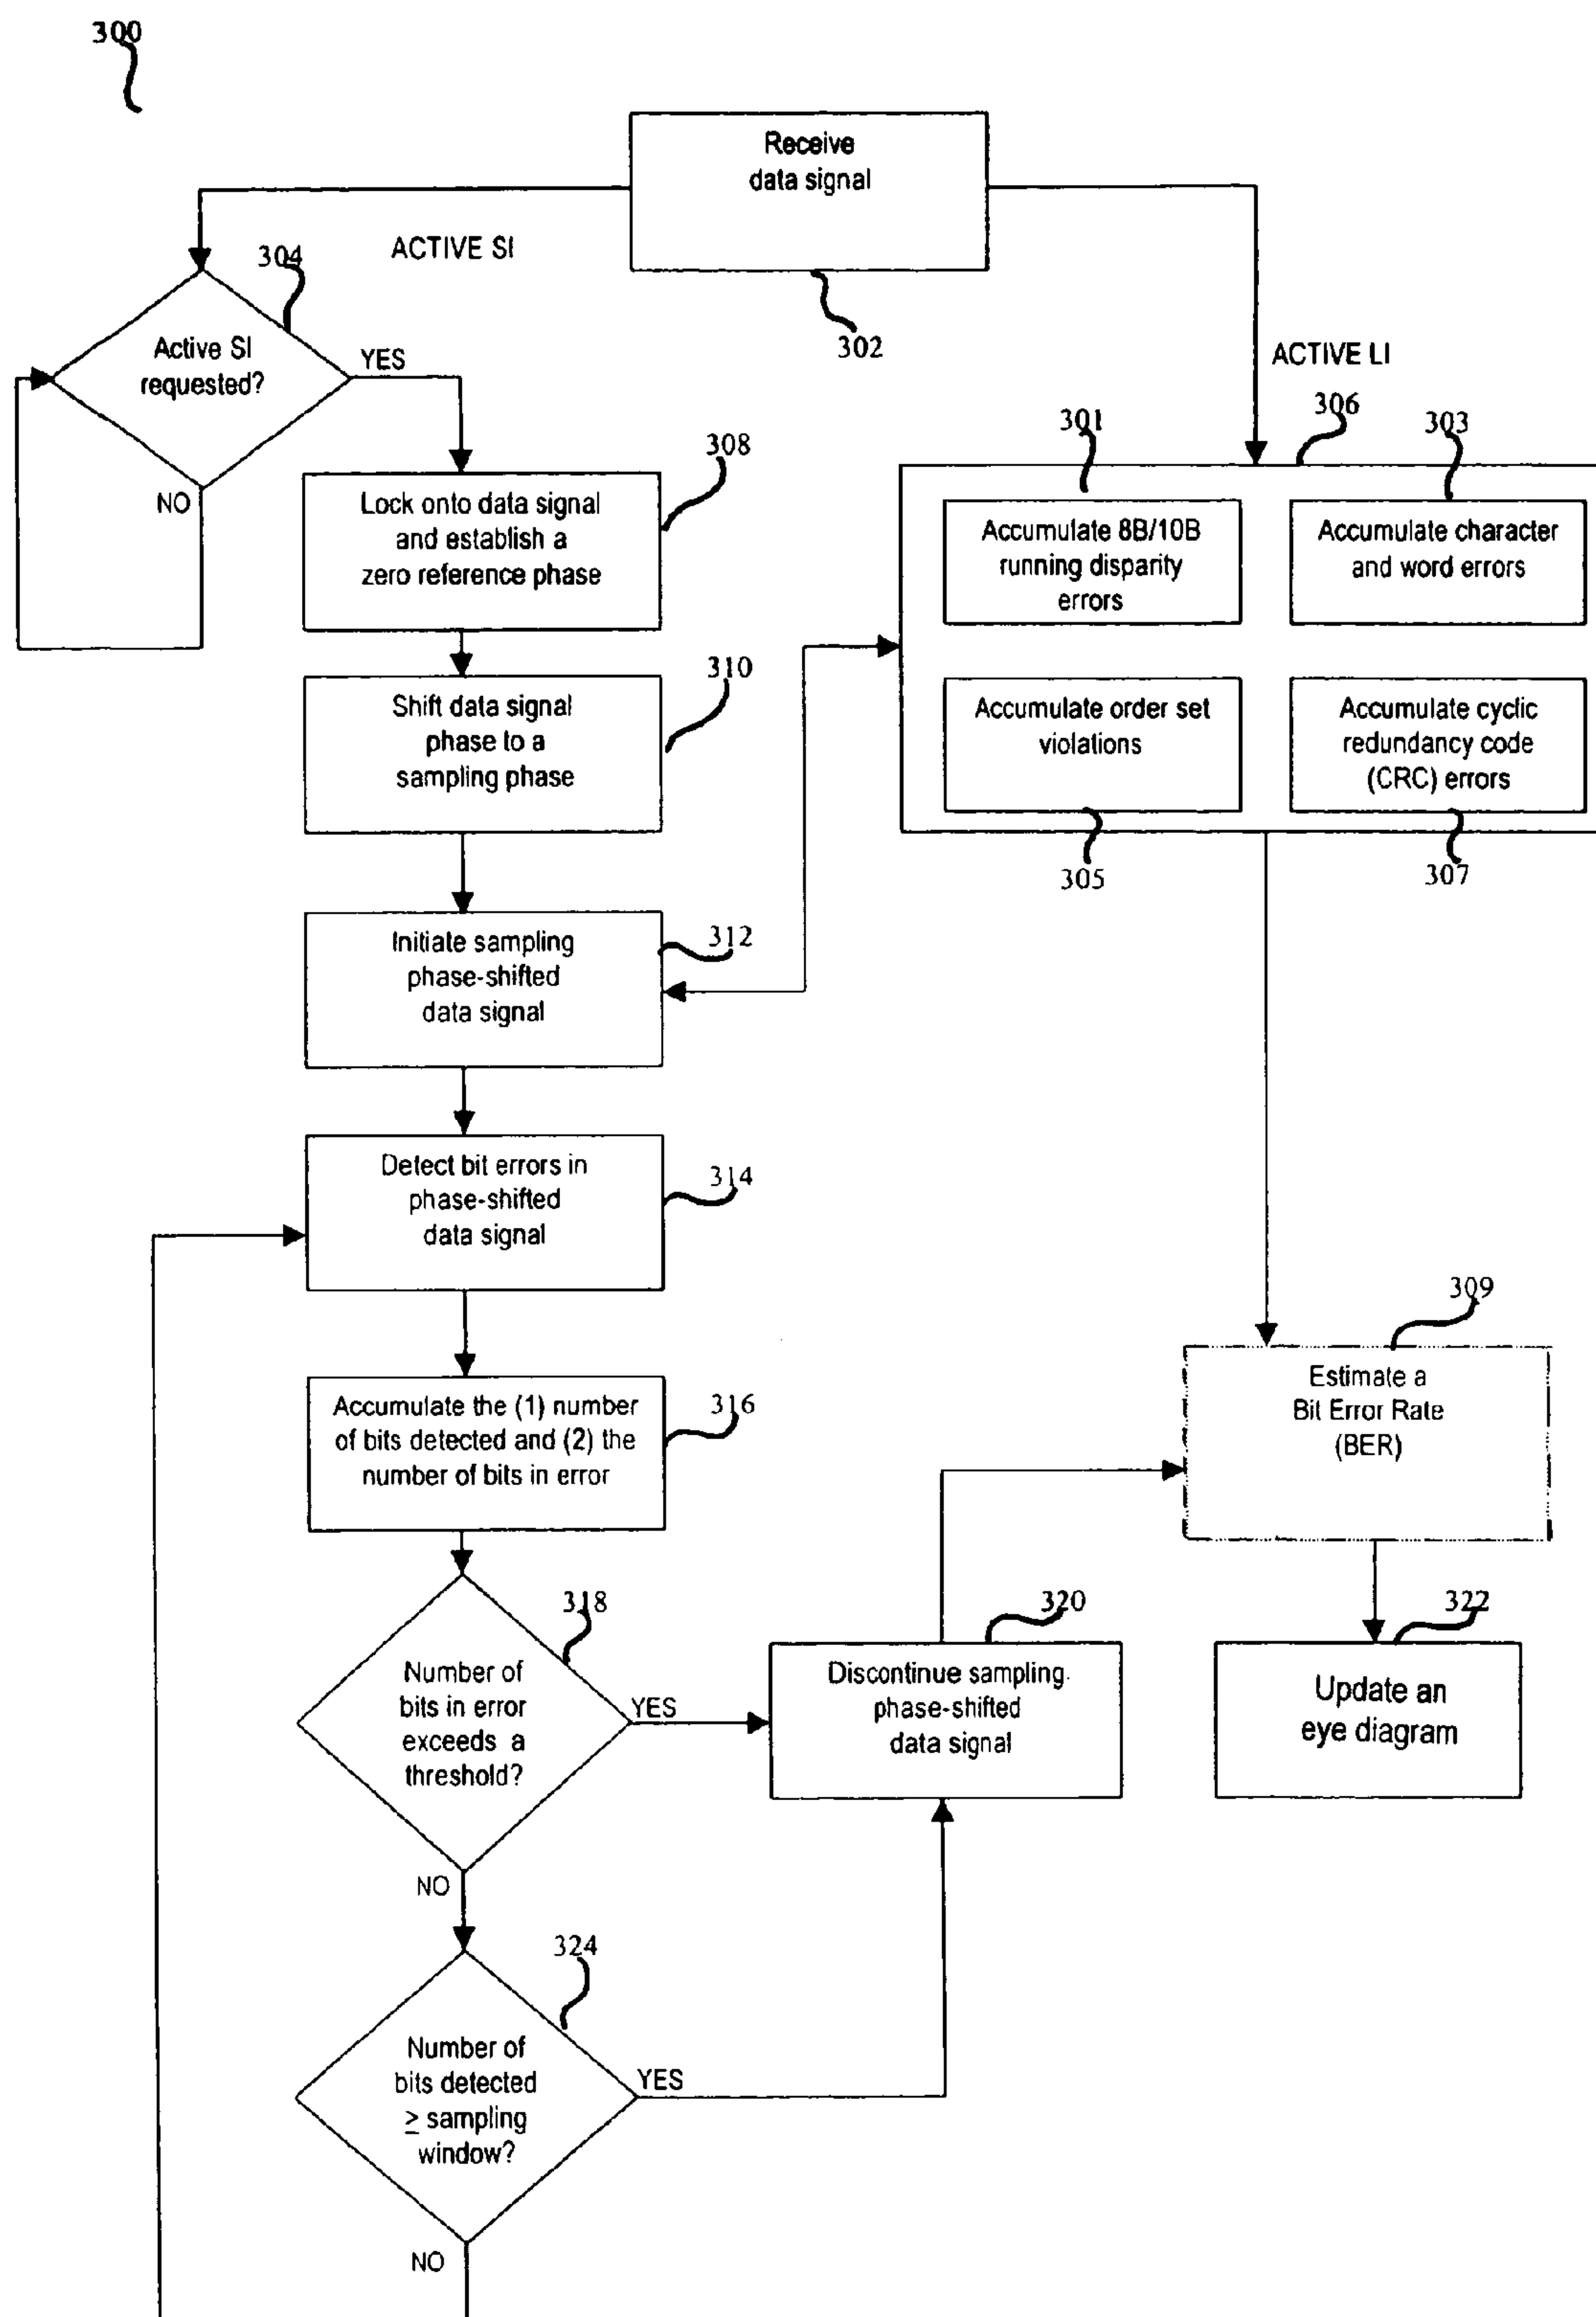 300
Receive
data signal
302
ACTIVE SI
304
Active SI
requested?
YES
NO
ACTIVE LI
306
301
303
Accumulate 8B/10B
running disparity
errors
Accumulate character
and word errors
Accumulate order set
violations
Accumulate cyclic
redundancy code
(CRC) errors
305
307
308
Lock onto data signal
and establish a
zero reference phase
310
Shift data signal
phase to a
sampling phase
312
Initiate sampling
phase-shifted
data signal
314
Detect bit errors in
phase-shifted
data signal
316
Accumulate the (1) number
of bits detected and (2) the
number of bits in error
309
Estimate a
Bit Error Rate
(BER)
318
Number of
bits in error
exceeds a
threshold?
YES
NO
320
Discontinue sampling
phase-shifted
data signal
322
Update an
eye diagram
324
Number of
bits detected
≥ sampling
window?
YES
NO